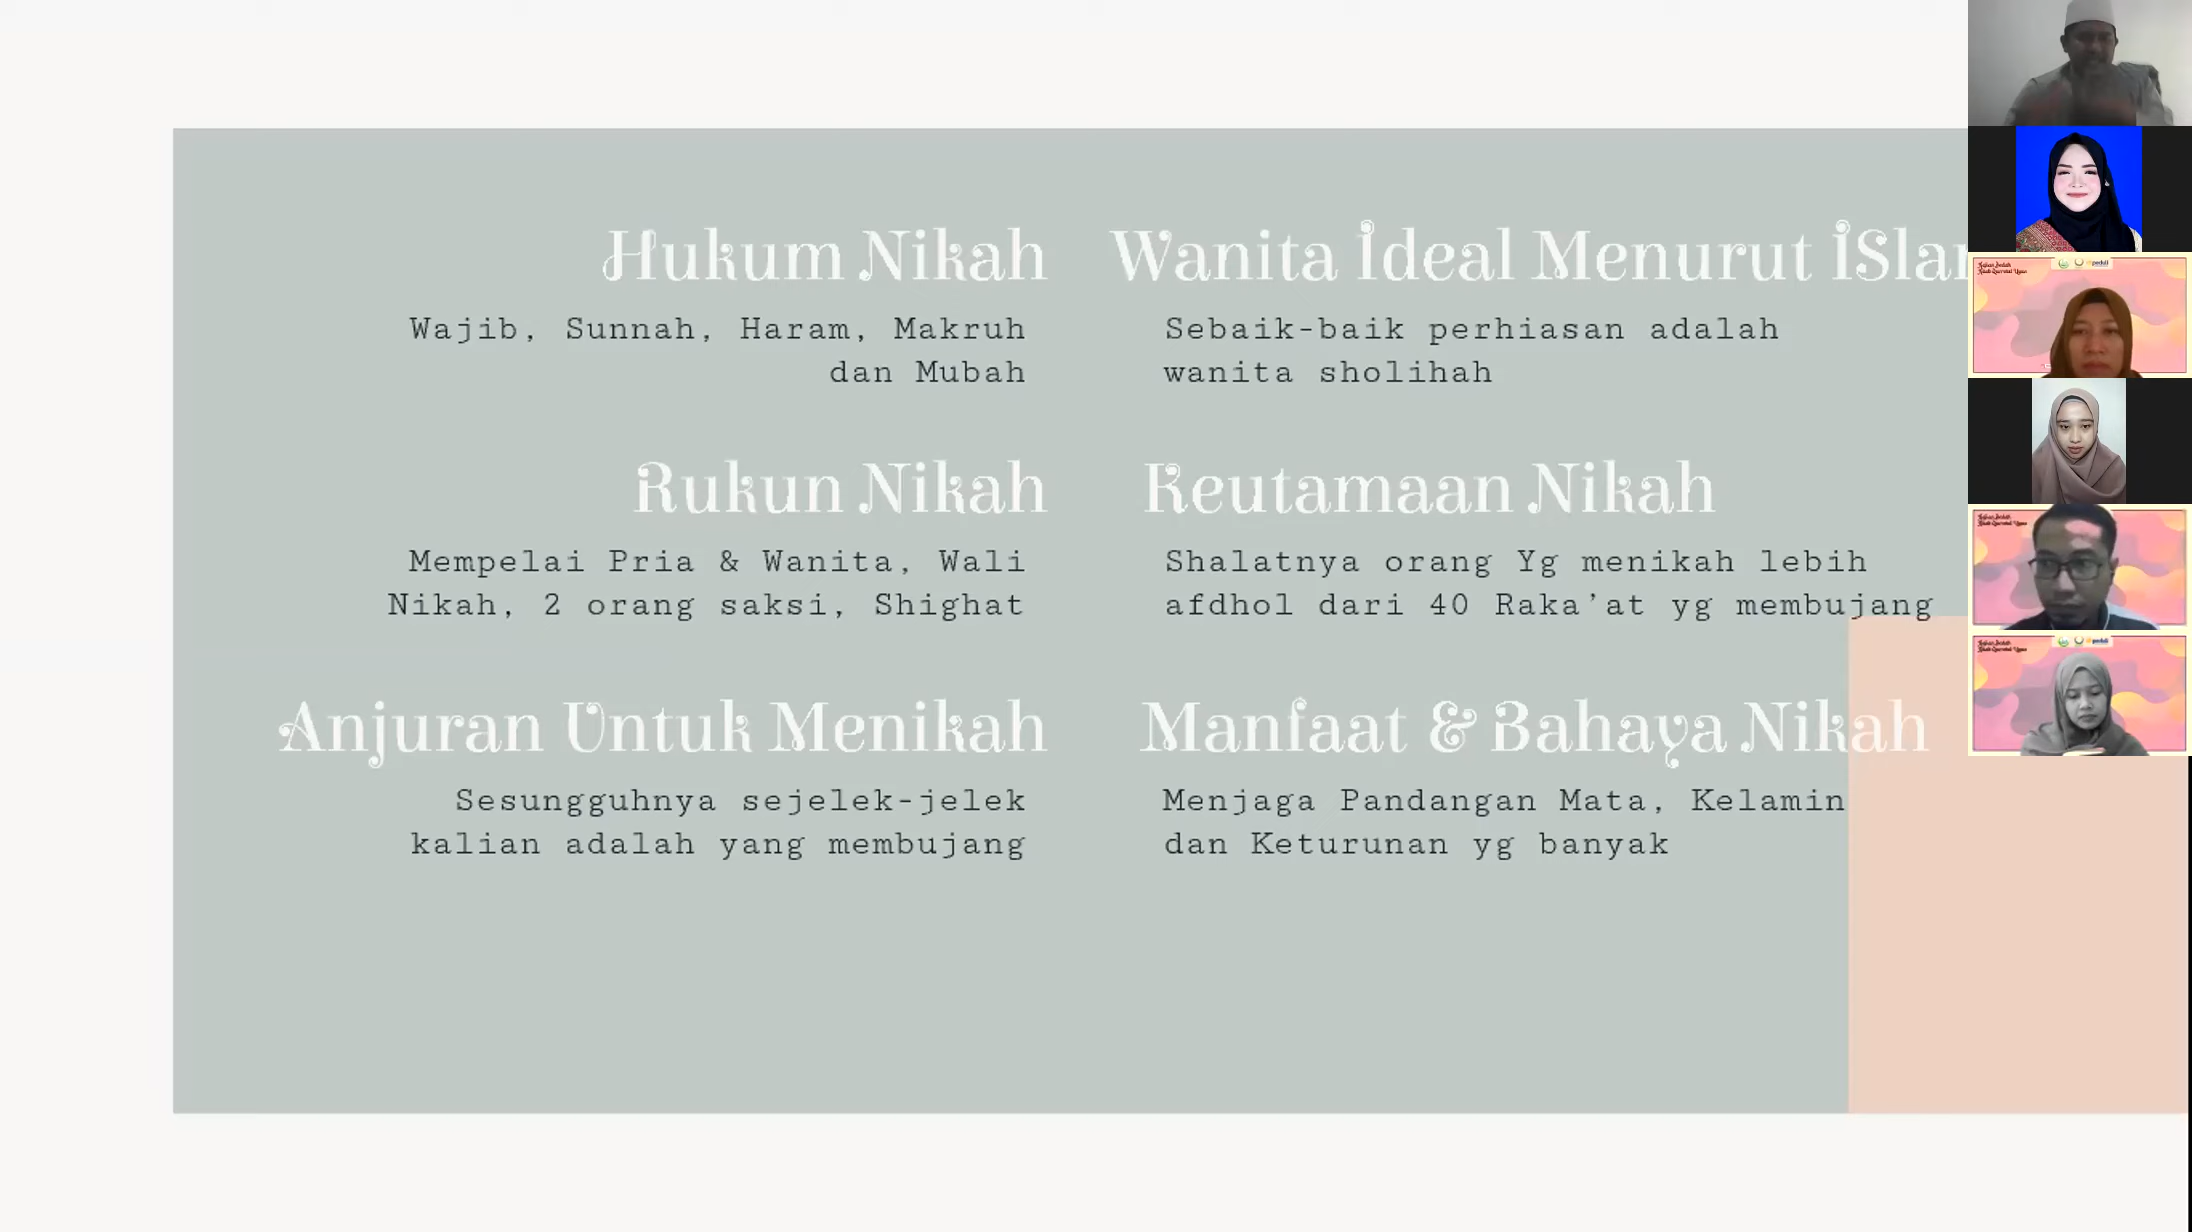 Hukum Nikah
Wajib, Sunnah, Haram, Makruh
dan Mubah
Rukun Nikah
Mempelai Pria & Wanita, Wali
Nikah, 2 orang saksi, Shighat
Anjuran Untuk Menikah
Sesungguhnya sejelek-jelek
kalian adalah yang membujang
Wanita Ideal Menurut ISlam
Sebaik-baik perhiasan adalah
wanita sholihah
Keutamaan Nikah
Shalatnya orang Yg menikah lebih
afdhol dari 40 Raka'at yg membujang
Manfaat & Bahaya Nikah
Menjaga Pandangan Mata, Kelamin
dan Keturunan yg banyak